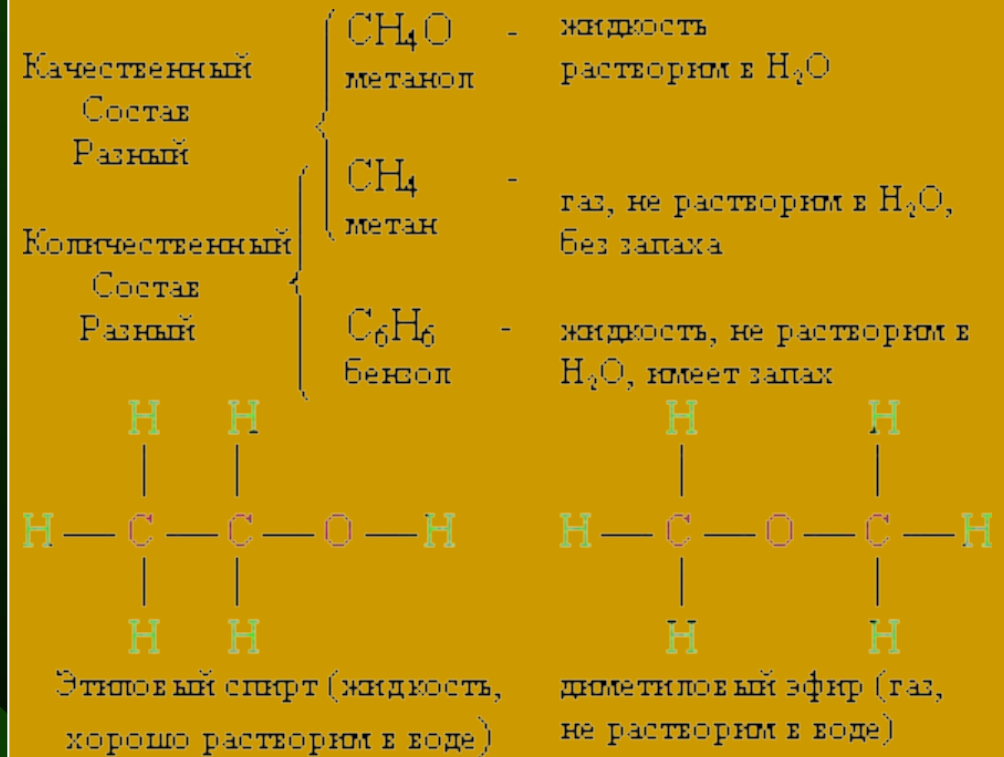 Качественный
Состав
Разный
CH₄O - жидкость
метанол растворим в H₂O
CH₄ -
метан
газ, не растворим в H₂O,
без запаха
Количественный
Состав
Разный
C₆H₆ - жидкость, не растворим в
бензол H₂O, имеет запах
H H
H — C — C — O — H
H H
Этиловый спирт (жидкость,
хорошо растворим в воде)
H H
H — C — O — C — H
H H
диметиловый эфир (газ,
не растворим в воде)